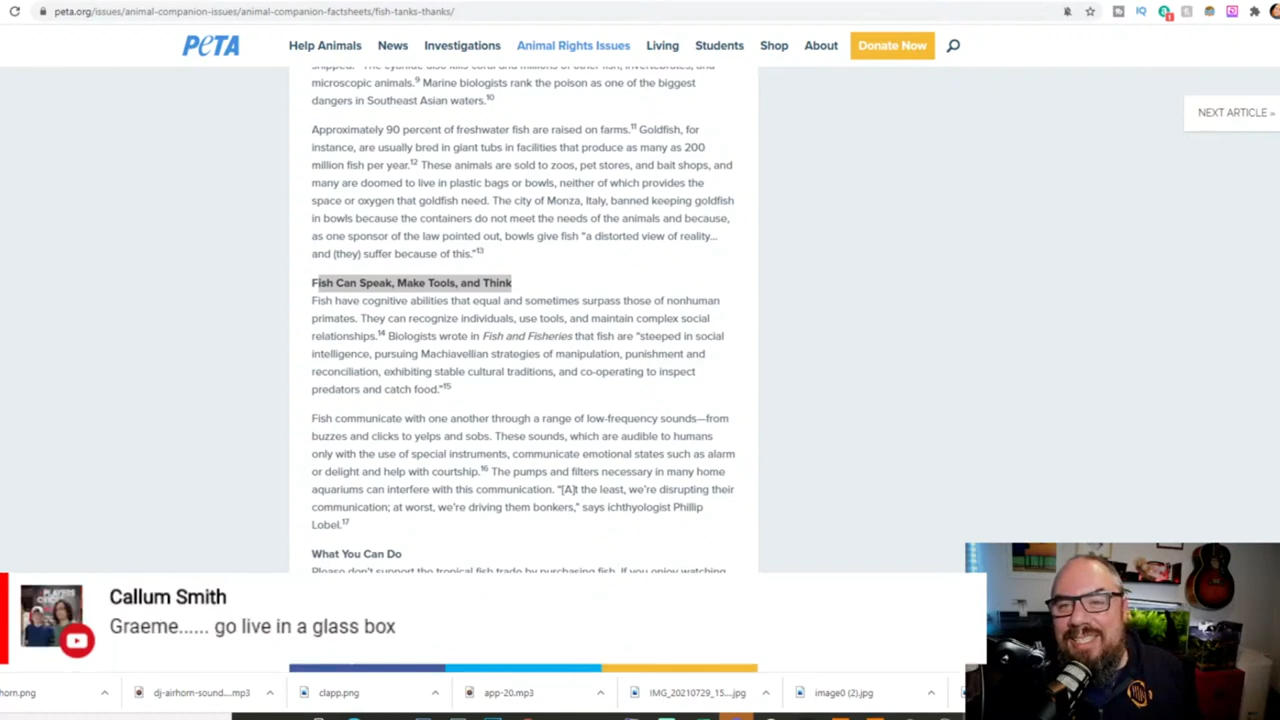 peta.org/issues/animal-companion-issues/animal-companion-factsheets/fish-tanks-thanks/
PETA
Help Animals News Investigations Animal Rights Issues Living Students Shop About Donate Now
NEXT ARTICLE »
microscopic animals.9 Marine biologists rank the poison as one of the biggest
dangers in Southeast Asian waters.10
Approximately 90 percent of freshwater fish are raised on farms.11 Goldfish, for
instance, are usually bred in giant tubs in facilities that produce as many as 200
million fish per year.12 These animals are sold to zoos, pet stores, and bait shops, and
many are doomed to live in plastic bags or bowls, neither of which provides the
space or oxygen that goldfish need. The city of Monza, Italy, banned keeping goldfish
in bowls because the containers do not meet the needs of the animals and because,
as one sponsor of the law pointed out, bowls give fish “a distorted view of reality…
and (they) suffer because of this.”13
Fish Can Speak, Make Tools, and Think
Fish have cognitive abilities that equal and sometimes surpass those of nonhuman
primates. They can recognize individuals, use tools, and maintain complex social
relationships.14 Biologists wrote in Fish and Fisheries that fish are “steeped in social
intelligence, pursuing Machiavellian strategies of manipulation, punishment and
reconciliation, exhibiting stable cultural traditions, and co-operating to inspect
predators and catch food.”15
Fish communicate with one another through a range of low-frequency sounds—from
buzzes and clicks to yelps and sobs. These sounds, which are audible to humans
only with the use of special instruments, communicate emotional states such as alarm
or delight and help with courtship.16 The pumps and filters necessary in many home
aquariums can interfere with this communication. “[A]t the least, we’re disrupting their
communication; at worst, we’re driving them bonkers,” says ichthyologist Phillip
Lobel.17
What You Can Do
Please don’t support the tropical fish trade by purchasing fish. If you enjoy watching
Callum Smith
Graeme...... go live in a glass box
horn.png dj-airhorn-sound....mp3 clapp.png app-20.mp3 IMG_20210729_15....jpg image0 (2).jpg